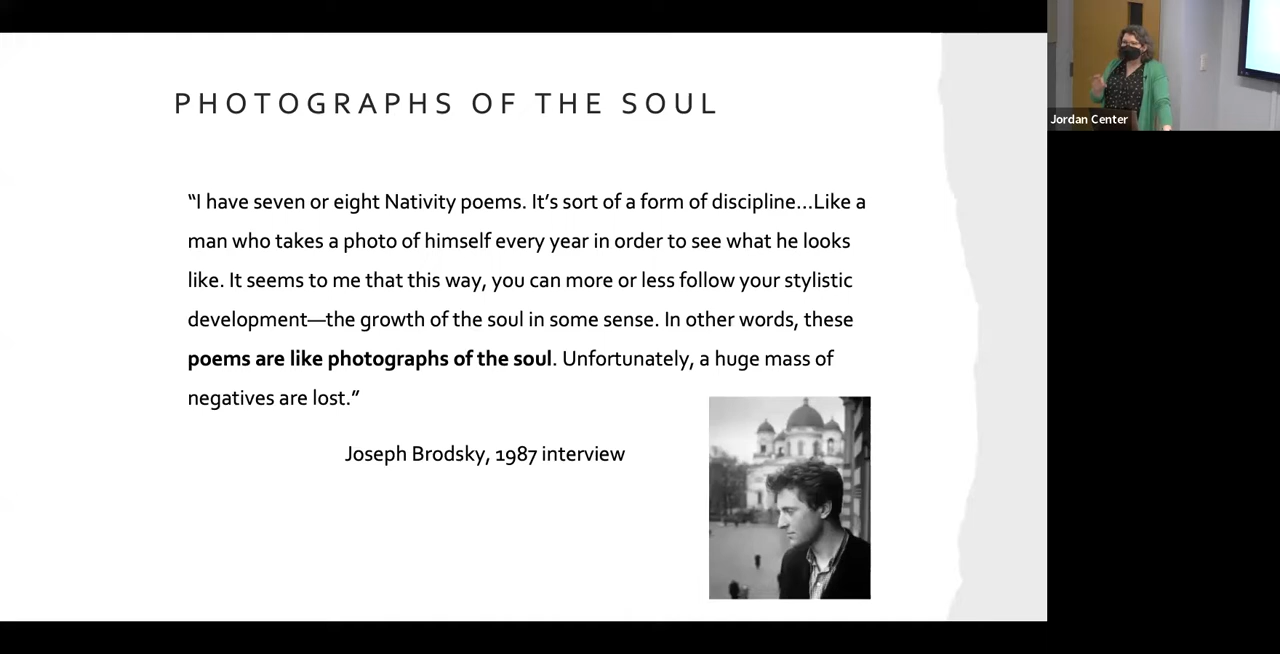 PHOTOGRAPHS OF THE SOUL
“I have seven or eight Nativity poems. It’s sort of a form of discipline…Like a
man who takes a photo of himself every year in order to see what he looks
like. It seems to me that this way, you can more or less follow your stylistic
development—the growth of the soul in some sense. In other words, these
poems are like photographs of the soul. Unfortunately, a huge mass of
negatives are lost.”
Joseph Brodsky, 1987 interview
Jordan Center